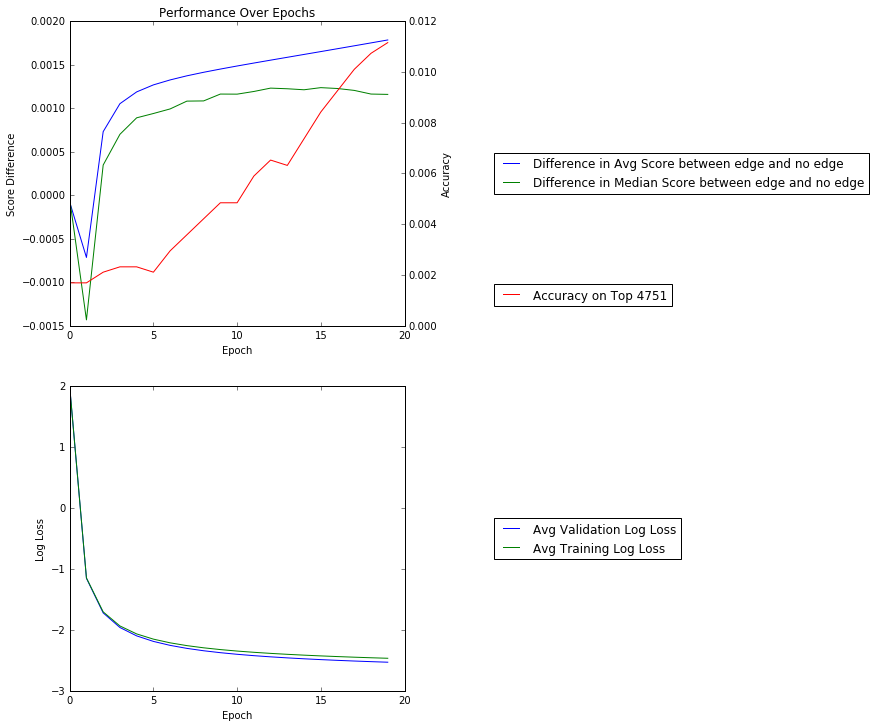 Performance Over Epochs
0.0020
0.0015
0.0010
0.0005
0.0000
−0.0005
−0.0010
−0.0015
Score Difference
0.012
0.010
0.008
0.006
0.004
0.002
0.000
Accuracy
0 5 10 15 20
Epoch
Difference in Avg Score between edge and no edge
Difference in Median Score between edge and no edge
Accuracy on Top 4751
2
1
0
−1
−2
−3
Log Loss
0 5 10 15 20
Epoch
Avg Validation Log Loss
Avg Training Log Loss